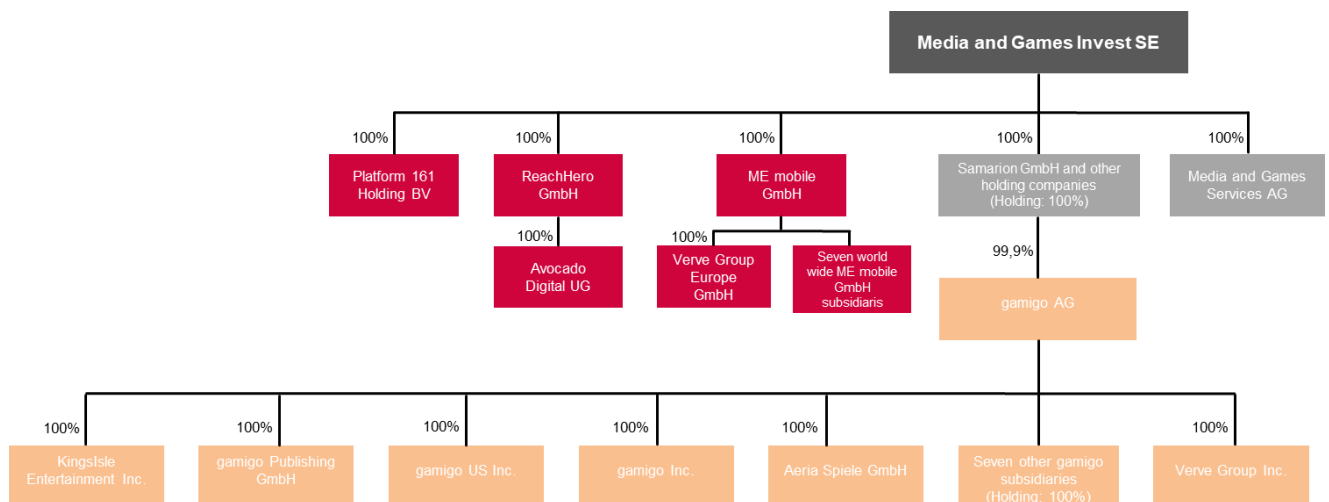 Media and Games Invest SE
100%
100%
100%
100%
100%
Platform 161
Holding BV
ReachHero
GmbH
ME mobile
GmbH
Samarion GmbH and other
holding companies
(Holding: 100%)
Media and Games
Services AG
100%
100%
99,9%
Avocado
Digital UG
Verve Group
Europe
GmbH
Seven world
wide ME mobile
GmbH
subsidiaris
gamigo AG
100%
100%
100%
100%
100%
100%
KingsIsle
Entertainment Inc.
gamigo Publishing
GmbH
gamigo US Inc.
gamigo Inc.
Aeria Spiele GmbH
Seven other gamigo
subsidiaries
(Holding: 100%)
Verve Group Inc.